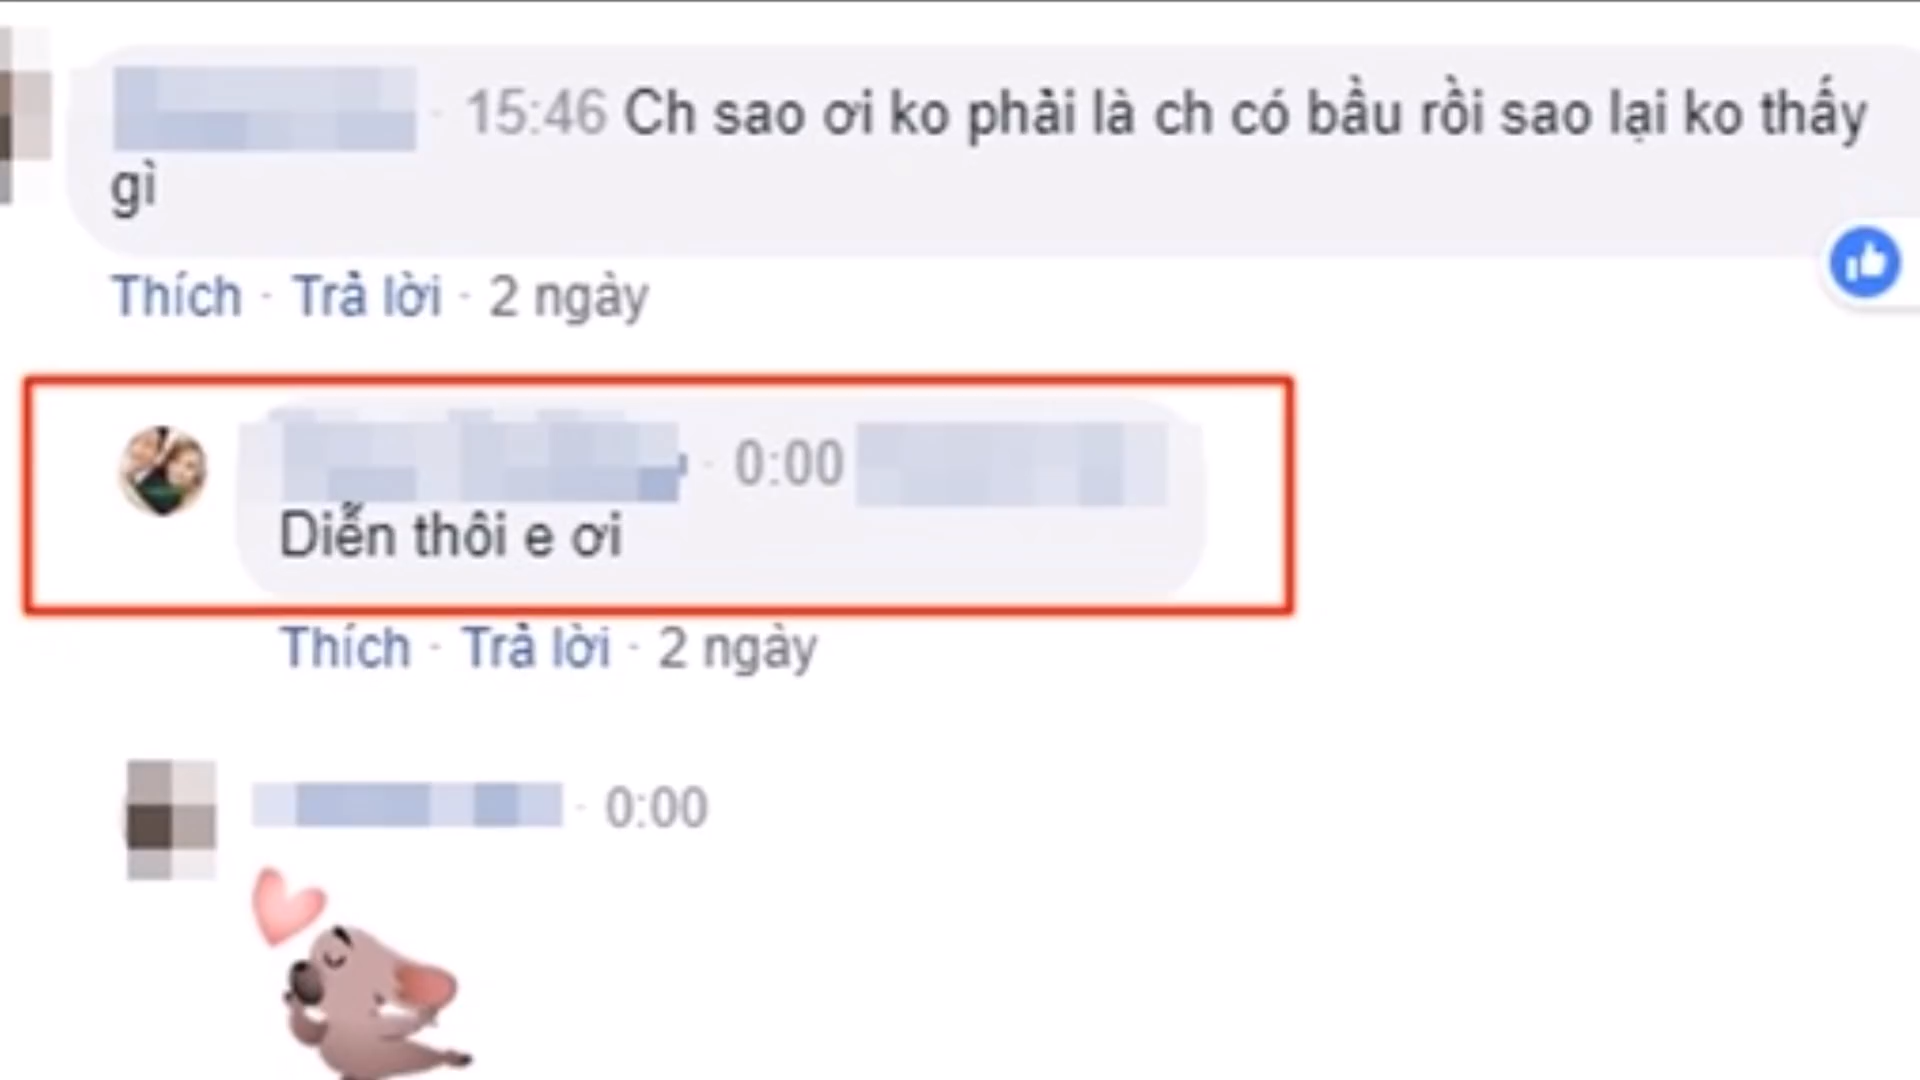 · 15:46 Ch sao ơi ko phải là ch có bầu rồi sao lại ko thấy
gì
Thích · Trả lời · 2 ngày
· 0:00
Diễn thôi e ơi
Thích · Trả lời · 2 ngày
· 0:00